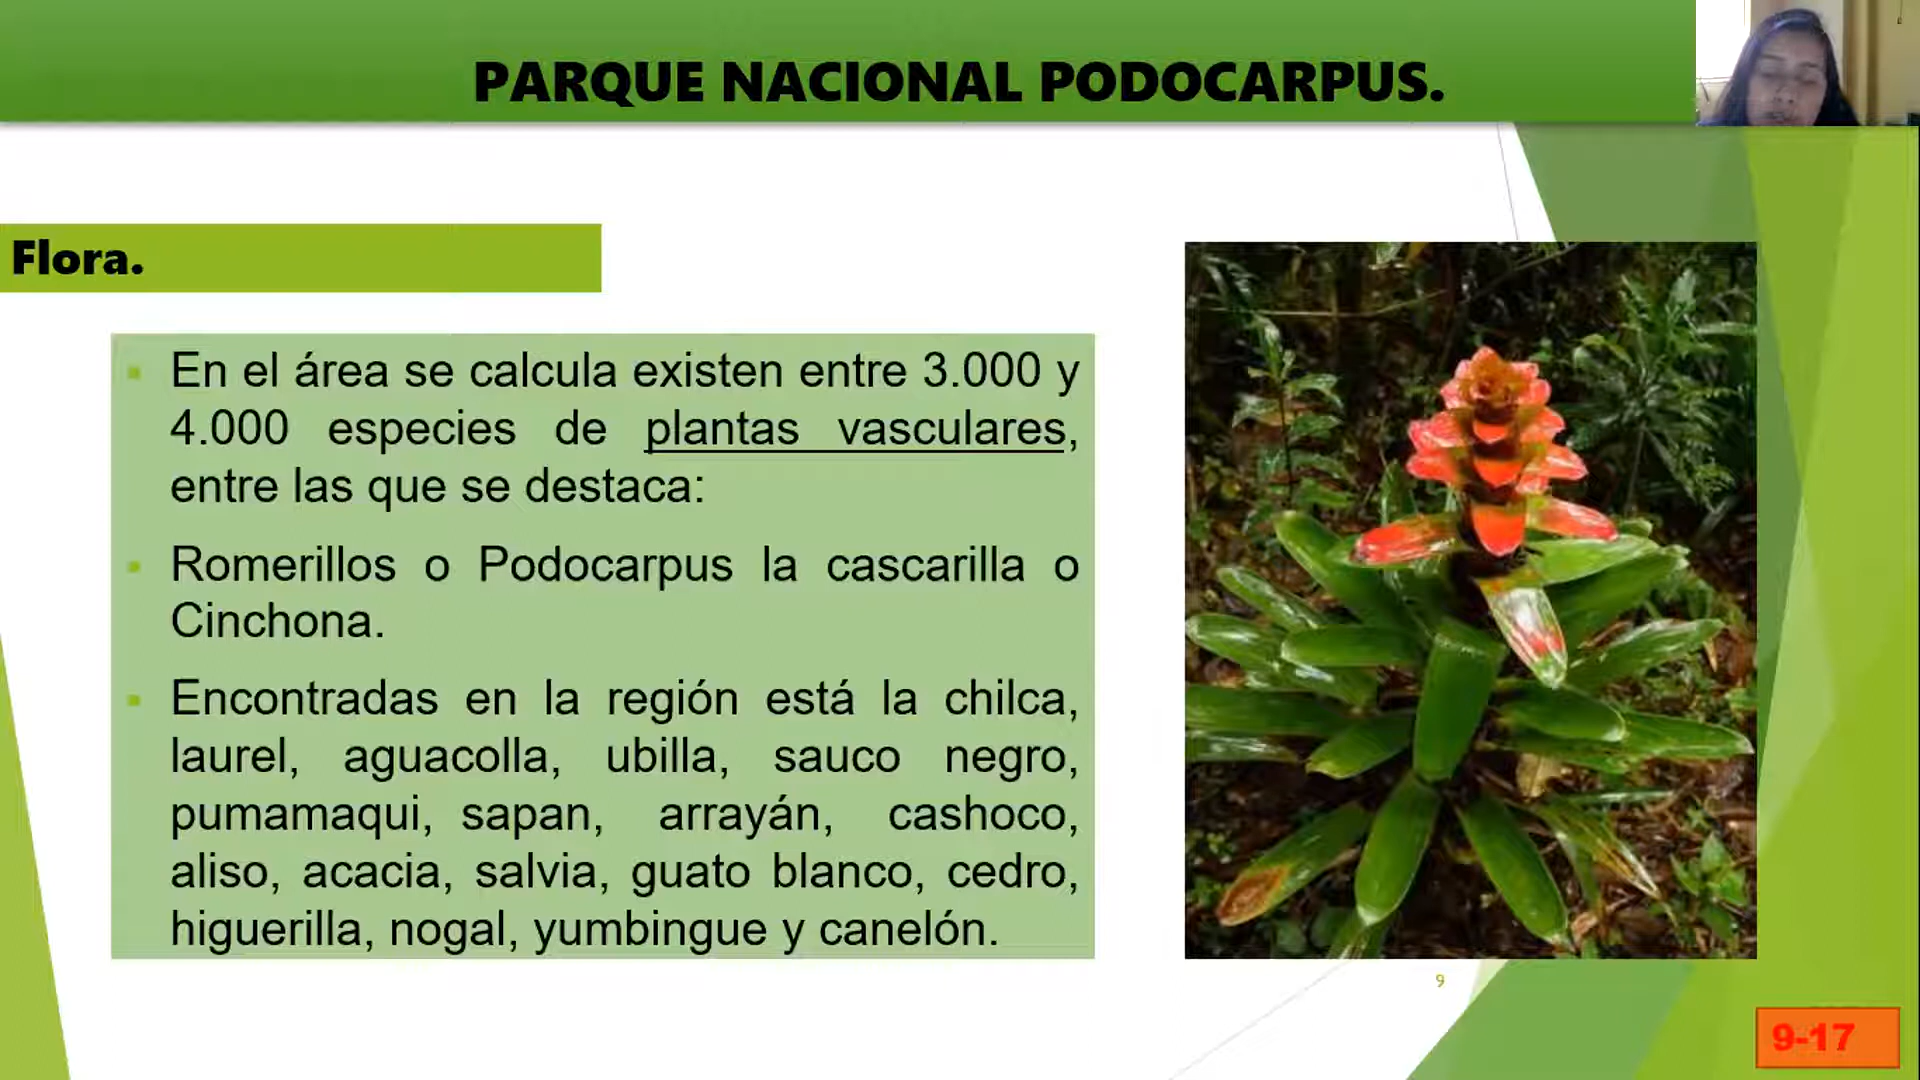 PARQUE NACIONAL PODOCARPUS.
Flora.
En el área se calcula existen entre 3.000 y
4.000 especies de plantas vasculares,
entre las que se destaca:
Romerillos o Podocarpus la cascarilla o
Cinchona.
Encontradas en la región está la chilca,
laurel, aguacolla, ubilla, sauco negro,
pumamaqui, sapan, arrayán, cashoco,
aliso, acacia, salvia, guato blanco, cedro,
higuerilla, nogal, yumbingue y canelón.
9
9-17